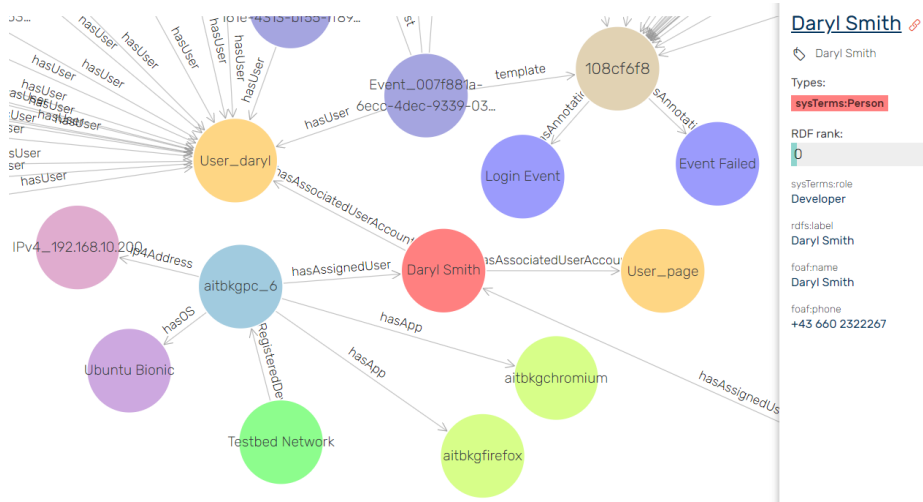 hasUser
hasUser
hasUser
hasUser
hasUser
hasUser
hasUser
hasUser
hasUser
hasUser
hasUser
hasUser
Event_007f881a-
6ecc-4dec-9339-03...
template
108cf6f8
User_daryl
Login Event
Event Failed
hasAssociatedUserAccount
IPv4_192.168.10.200
aitbkgpc_6
hasAssignedUser
Daryl Smith
User_page
hasOS
hasApp
hasApp
Ubuntu Bionic
aitbkgchromium
Testbed Network
aitbkgfirefox
Daryl Smith
Daryl Smith
Types:
sysTerms:Person
RDF rank:
0
sysTerms:role
Developer
rdfs:label
Daryl Smith
foaf:name
Daryl Smith
foaf:phone
+43 660 2322267